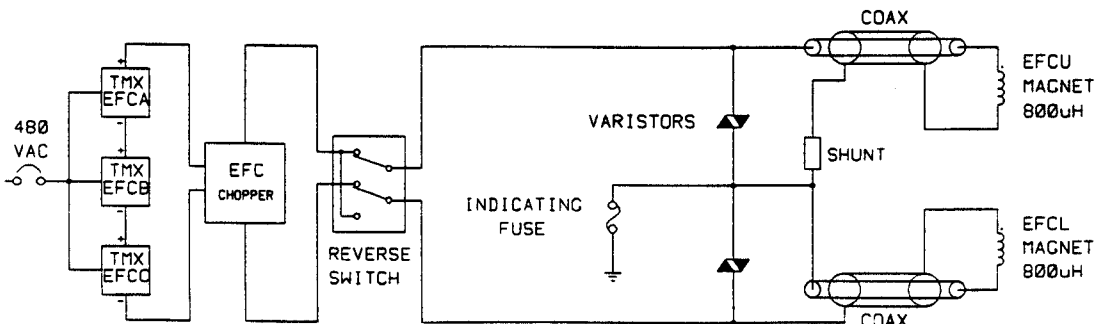 COAX
EFCU
MAGNET
800uH
+
TMX
EFCA
-
480
VAC
VARISTORS
SHUNT
EFC
CHOPPER
+
TMX
EFCB
-
INDICATING
FUSE
REVERSE
SWITCH
+
TMX
EFCC
-
EFCL
MAGNET
800uH
COAX